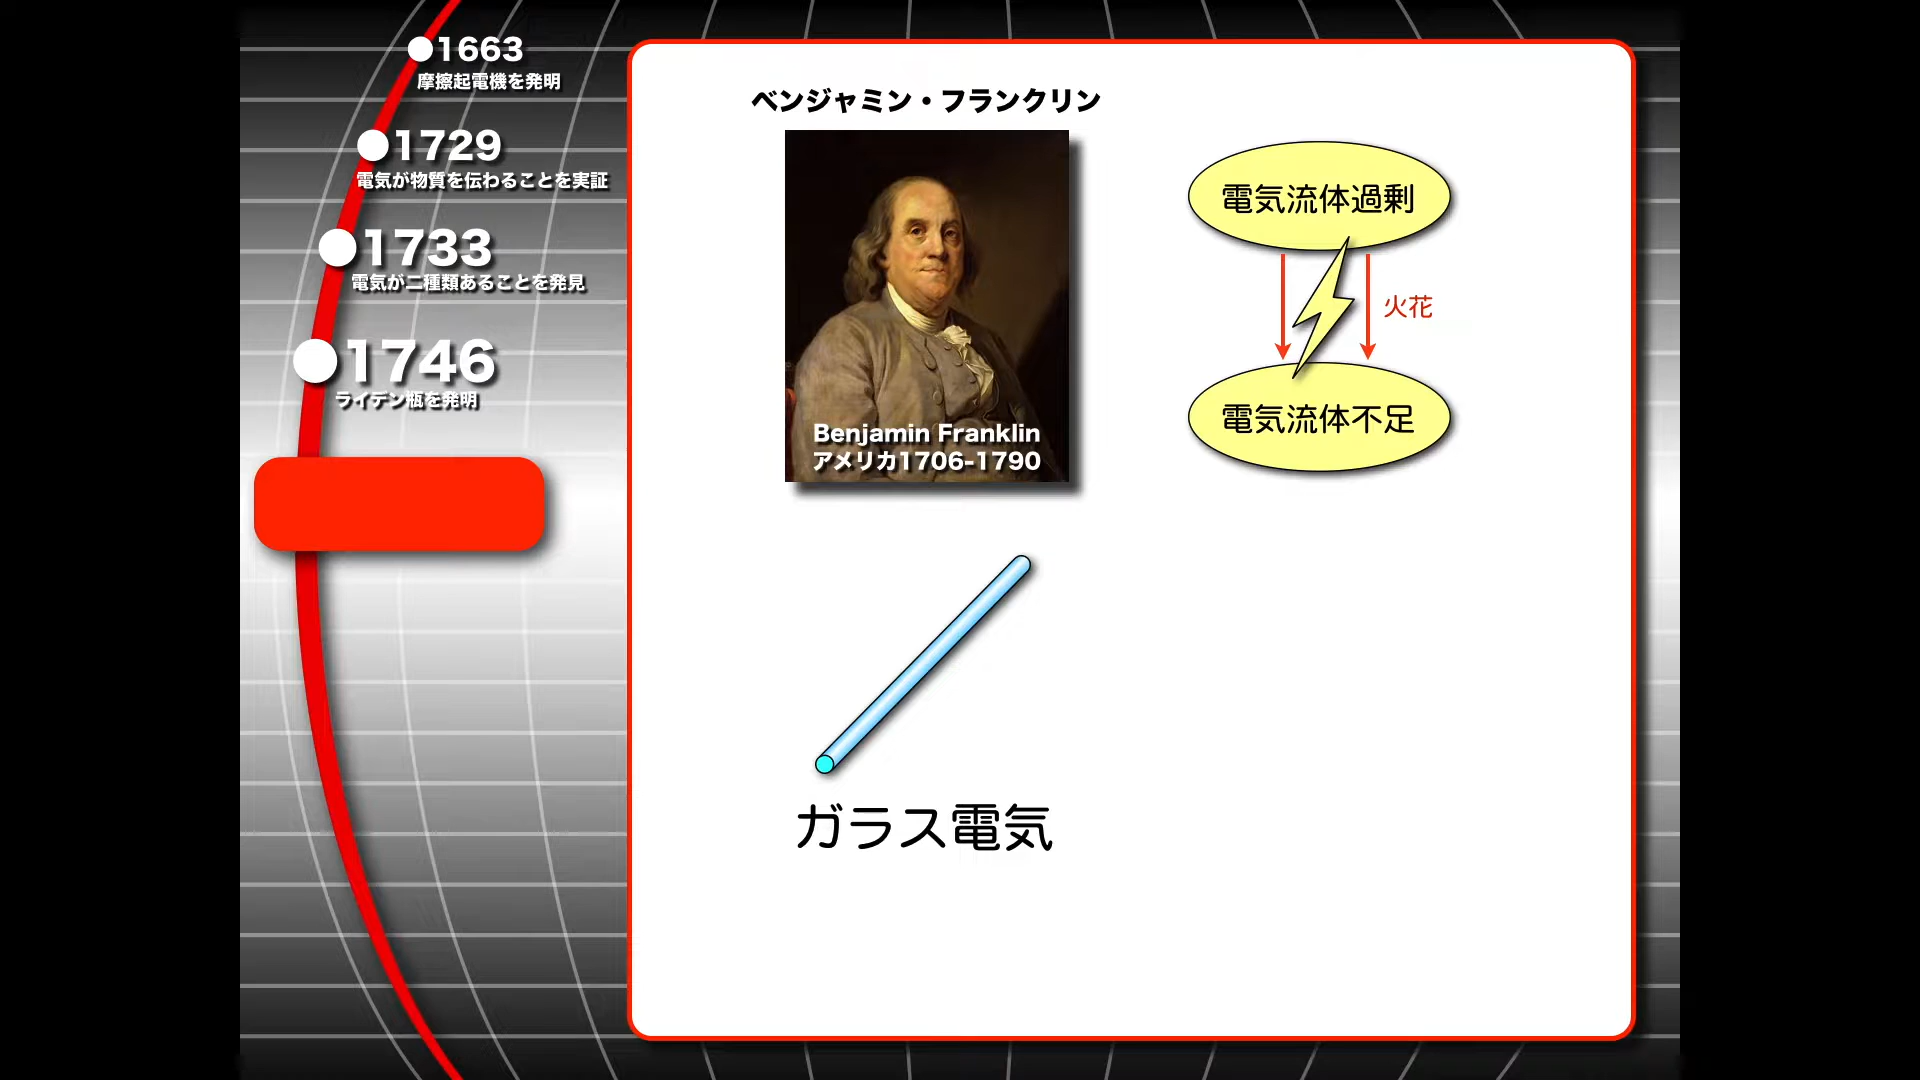 1663
摩擦起電機を発明
1729
電気が物質を伝わることを実証
1733
電気が二種類あることを発見
1746
ライデン瓶を発明
ベンジャミン・フランクリン
Benjamin Franklin
アメリカ1706-1790
電気流体過剰
火花
電気流体不足
ガラス電気